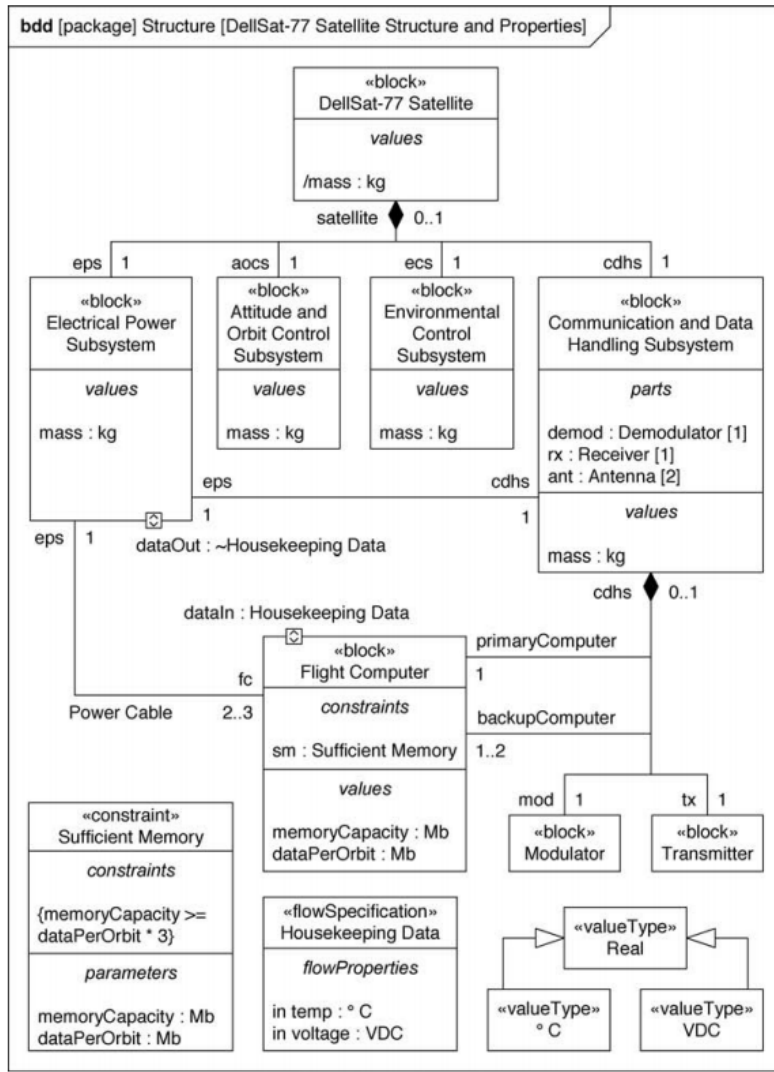 bdd [package] Structure [DellSat-77 Satellite Structure and Properties]
«block»
DellSat-77 Satellite
values
/mass : kg
satellite 0..1
eps 1
aocs 1
ecs 1
cdhs 1
«block»
Electrical Power
Subsystem
values
mass : kg
«block»
Attitude and
Orbit Control
Subsystem
values
mass : kg
«block»
Environmental
Control
Subsystem
values
mass : kg
«block»
Communication and Data
Handling Subsystem
parts
demod : Demodulator [1]
rx : Receiver [1]
ant : Antenna [2]
values
mass : kg
eps
1
cdhs
1
eps 1
dataOut : ~Housekeeping Data
cdhs 0..1
dataIn : Housekeeping Data
fc
2..3
Power Cable
«block»
Flight Computer
constraints
sm : Sufficient Memory
values
memoryCapacity : Mb
dataPerOrbit : Mb
primaryComputer
1
backupComputer
1..2
mod 1
tx 1
«block»
Modulator
«block»
Transmitter
«constraint»
Sufficient Memory
constraints
{memoryCapacity >=
dataPerOrbit * 3}
parameters
memoryCapacity : Mb
dataPerOrbit : Mb
«flowSpecification»
Housekeeping Data
flowProperties
in temp : ° C
in voltage : VDC
«valueType»
Real
«valueType»
° C
«valueType»
VDC